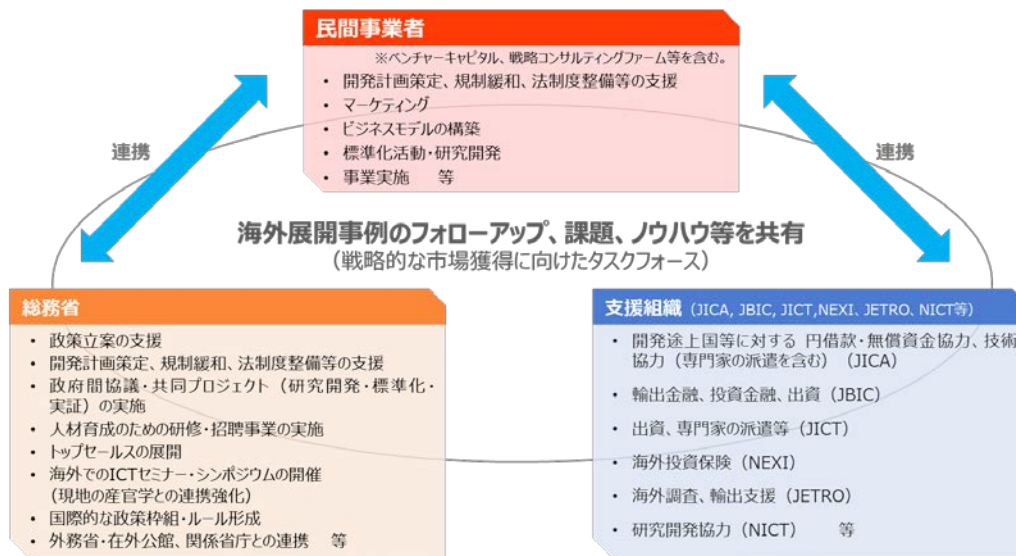 民間事業者
※ベンチャーキャピタル、戦略コンサルティングファーム等を含む。
• 開発計画策定、規制緩和、法制度整備等の支援
• マーケティング
• ビジネスモデルの構築
• 標準化活動・研究開発
• 事業実施　等
連携
連携
海外展開事例のフォローアップ、課題、ノウハウ等を共有
（戦略的な市場獲得に向けたタスクフォース）
総務省
• 政策立案の支援
• 開発計画策定、規制緩和、法制度整備等の支援
• 政府間協議・共同プロジェクト（研究開発・標準化・
実証）の実施
• 人材育成のための研修・招聘事業の実施
• トップセールスの展開
• 海外でのICTセミナー・シンポジウムの開催
（現地の産官学との連携強化）
• 国際的な政策枠組・ルール形成
• 外務省・在外公館、関係省庁との連携　等
支援組織（JICA, JBIC, JICT,NEXI、JETRO、NICT等）
• 開発途上国等に対する 円借款・無償資金協力、技術
協力（専門家の派遣を含む）（JICA）
• 輸出金融、投資金融、出資（JBIC）
• 出資、専門家の派遣等（JICT）
• 海外投資保険（NEXI）
• 海外調査、輸出支援（JETRO）
• 研究開発協力（NICT）　等